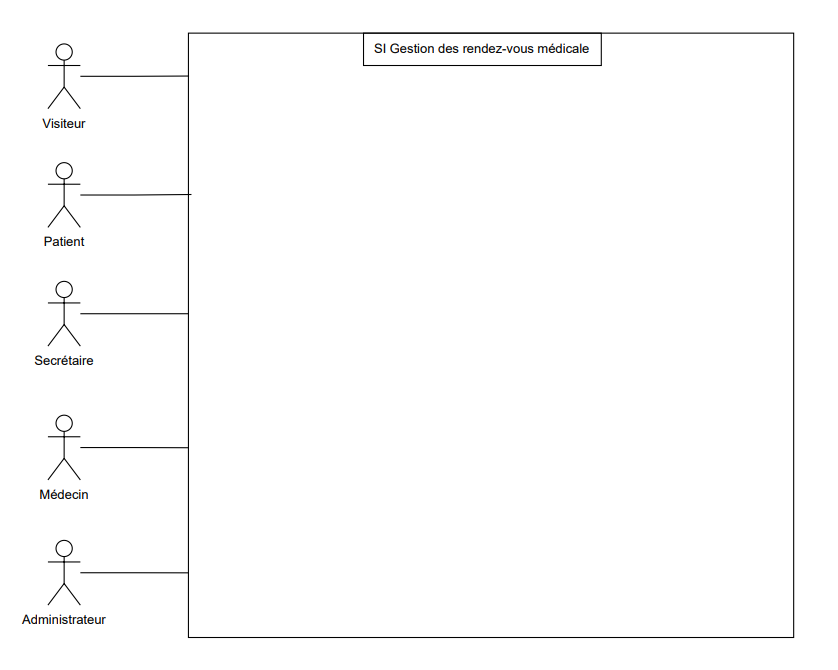 SI Gestion des rendez-vous médicale
Visiteur
Patient
Secrétaire
Médecin
Administrateur